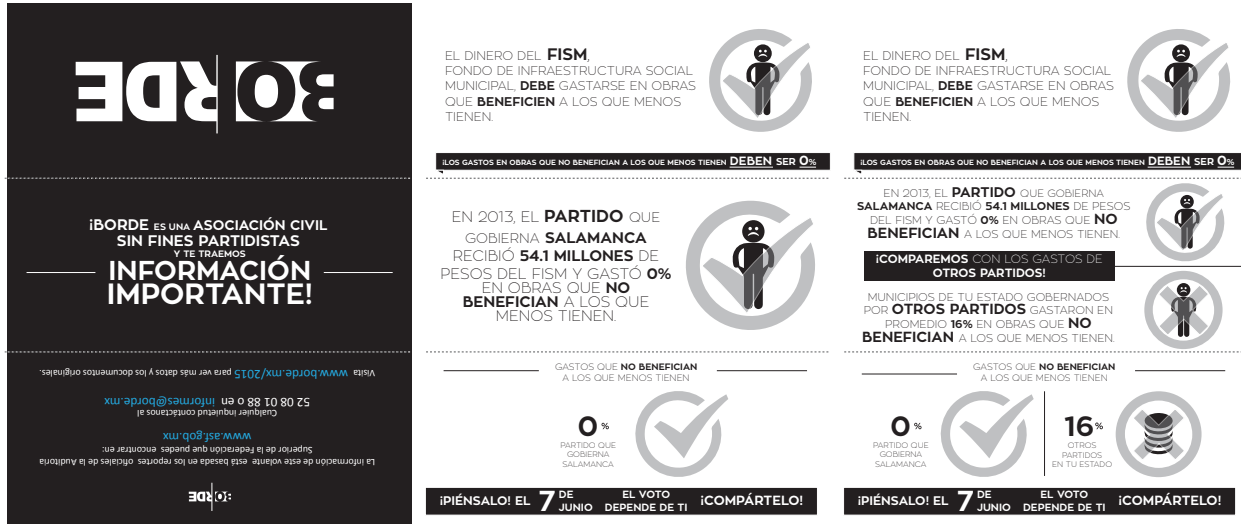 BORDE
¡BORDE ES UNA ASOCIACIÓN CIVIL
SIN FINES PARTIDISTAS
Y TE TRAEMOS
INFORMACIÓN
IMPORTANTE!
BORDE
La información de este volante está basada en los reportes oficiales de la Auditoria
Superior de la Federación que puedes encontrar en:
www.asf.gob.mx
Cualquier inquietud contáctanos al
52 08 01 88 o en informes@borde.mx
Visita www.borde.mx/2015 para ver más datos y los documentos originales.
EL DINERO DEL FISM,
FONDO DE INFRAESTRUCTURA SOCIAL
MUNICIPAL, DEBE GASTARSE EN OBRAS
QUE BENEFICIEN A LOS QUE MENOS
TIENEN.
¡LOS GASTOS EN OBRAS QUE NO BENEFICIAN A LOS QUE MENOS TIENEN DEBEN SER 0%
EN 2013, EL PARTIDO QUE
GOBIERNA SALAMANCA
RECIBIÓ 54.1 MILLONES DE
PESOS DEL FISM Y GASTÓ 0%
EN OBRAS QUE NO
BENEFICIAN A LOS QUE
MENOS TIENEN.
GASTOS QUE NO BENEFICIAN
A LOS QUE MENOS TIENEN
0%
PARTIDO QUE
GOBIERNA
SALAMANCA
¡PIÉNSALO! EL 7 DE JUNIO EL VOTO DEPENDE DE TI ¡COMPÁRTELO!
EL DINERO DEL FISM,
FONDO DE INFRAESTRUCTURA SOCIAL
MUNICIPAL, DEBE GASTARSE EN OBRAS
QUE BENEFICIEN A LOS QUE MENOS
TIENEN.
¡LOS GASTOS EN OBRAS QUE NO BENEFICIAN A LOS QUE MENOS TIENEN DEBEN SER 0%
EN 2013, EL PARTIDO QUE GOBIERNA
SALAMANCA RECIBIÓ 54.1 MILLONES DE PESOS
DEL FISM Y GASTÓ 0% EN OBRAS QUE NO
BENEFICIAN A LOS QUE MENOS TIENEN.
¡COMPAREMOS CON LOS GASTOS DE
OTROS PARTIDOS!
MUNICIPIOS DE TU ESTADO GOBERNADOS
POR OTROS PARTIDOS GASTARON EN
PROMEDIO 16% EN OBRAS QUE NO
BENEFICIAN A LOS QUE MENOS TIENEN.
GASTOS QUE NO BENEFICIAN
A LOS QUE MENOS TIENEN
0%
PARTIDO QUE
GOBIERNA
SALAMANCA
16%
OTROS
PARTIDOS
EN TU ESTADO
¡PIÉNSALO! EL 7 DE JUNIO EL VOTO DEPENDE DE TI ¡COMPÁRTELO!